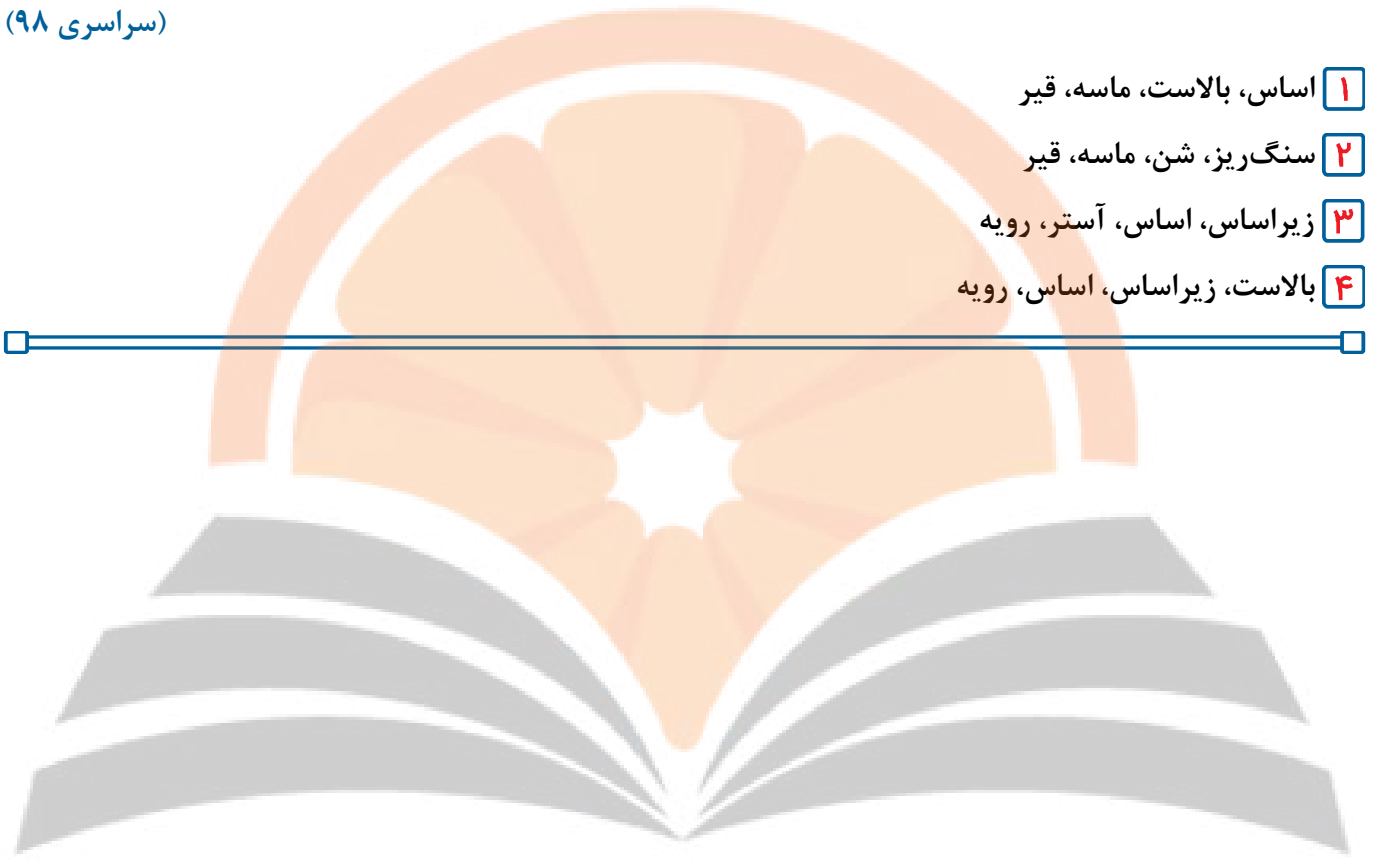 (سراسری ۹۸)
۱ اساس، بالاست، ماسه، قیر
۲ سنگ‌ریز، شن، ماسه، قیر
۳ زیراساس، اساس، آستر، رویه
۴ بالاست، زیراساس، اساس، رویه